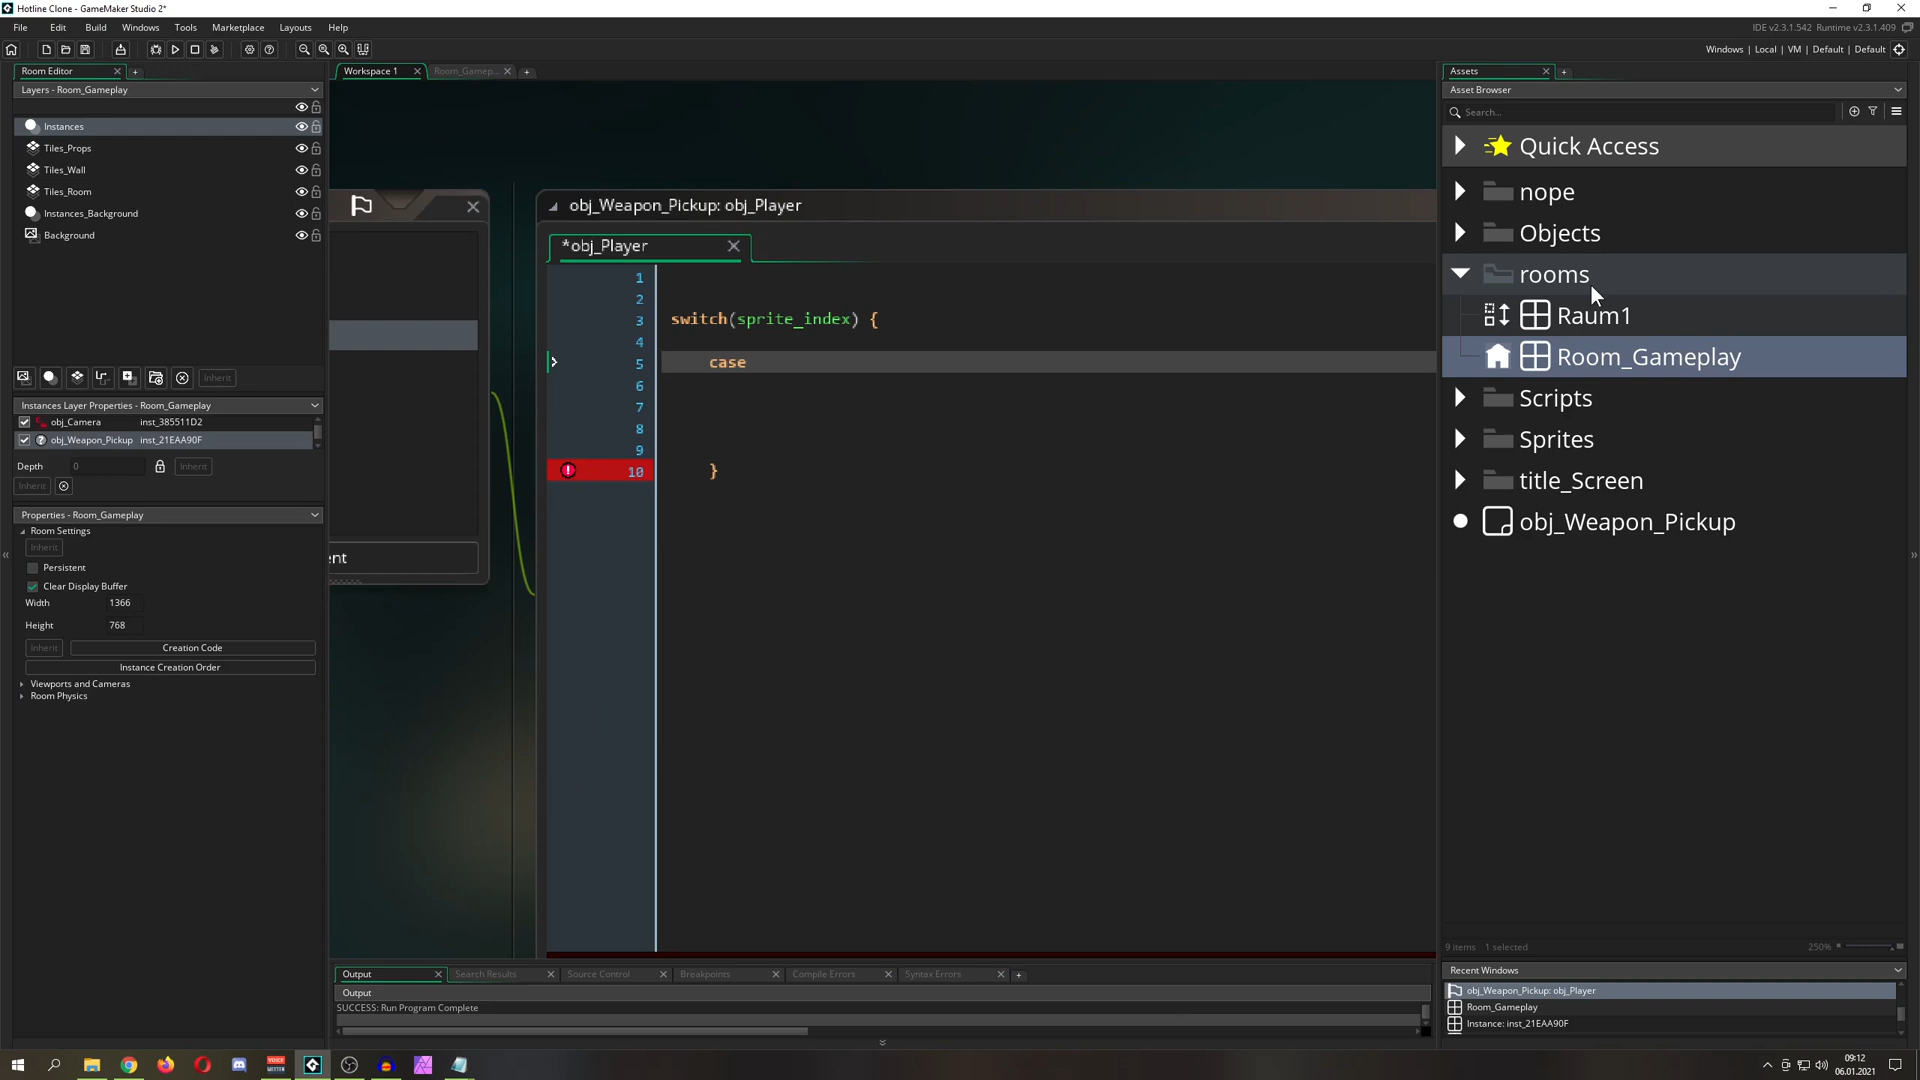 Hotline Clone - GameMaker Studio 2*
File Edit Build Windows Tools Marketplace Layouts Help
IDE v2.3.1.542 Runtime v2.3.1.409
Windows | Local | VM | Default | Default
Room Editor
Layers - Room_Gameplay
Instances
Tiles_Props
Tiles_Wall
Tiles_Room
Instances_Background
Background
Inherit
Instances Layer Properties - Room_Gameplay
obj_Camera inst_385511D2
obj_Weapon_Pickup inst_21EAA90F
Depth 0 Inherit
Inherit
Properties - Room_Gameplay
Room Settings
Inherit
Persistent
Clear Display Buffer
Width 1366
Height 768
Inherit Creation Code
Instance Creation Order
Viewports and Cameras
Room Physics
Workspace 1 Room_Gamep...
ent
obj_Weapon_Pickup: obj_Player
*obj_Player
1
2
3 switch(sprite_index) {
4
5 case
6
7
8
9
10 }
Output Search Results Source Control Breakpoints Compile Errors Syntax Errors
Output
SUCCESS: Run Program Complete
Assets
Asset Browser
Search...
Quick Access
nope
Objects
rooms
Raum1
Room_Gameplay
Scripts
Sprites
title_Screen
obj_Weapon_Pickup
9 items 1 selected 250%
Recent Windows
obj_Weapon_Pickup: obj_Player
Room_Gameplay
Instance: inst_21EAA90F
VOICE MEETER
09:12
06.01.2021